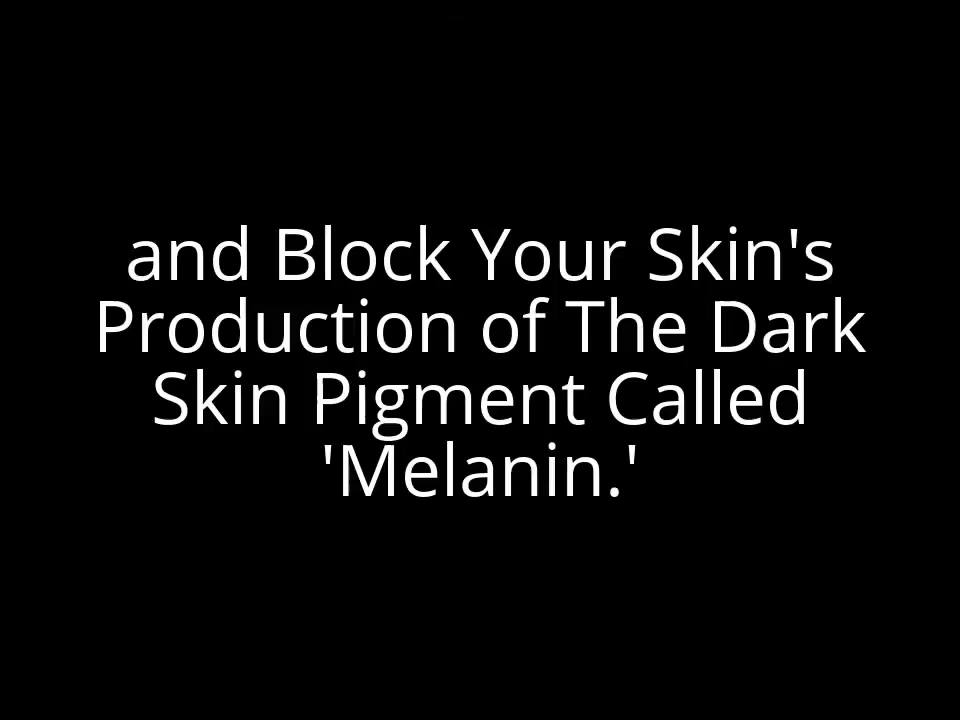 and Block Your Skin's
Production of The Dark
Skin Pigment Called
'Melanin.'